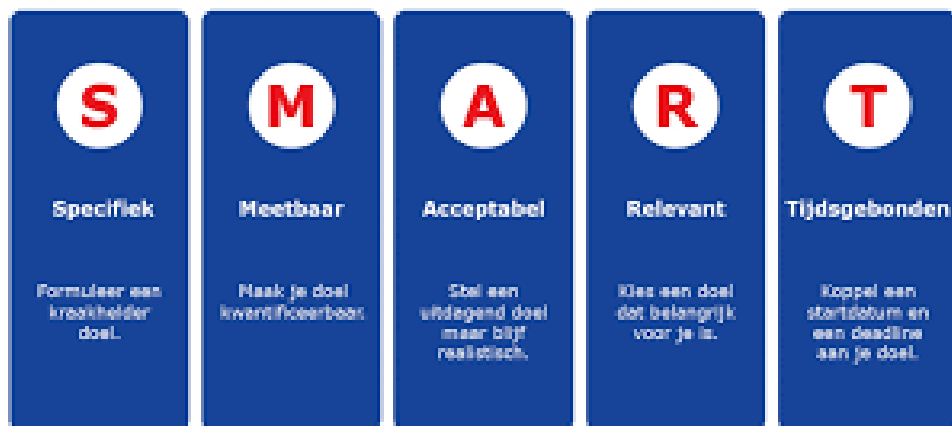 S
Specifiek
Formuleer een
kraakhelder
doel.
M
Meetbaar
Maak je doel
kwantificeerbaar.
A
Acceptabel
Stel een
uitdagend doel
maar blijf
realistisch.
R
Relevant
Kies een doel
dat belangrijk
voor je is.
T
Tijdsgebonden
Koppel een
startdatum en
een deadline
aan je doel.